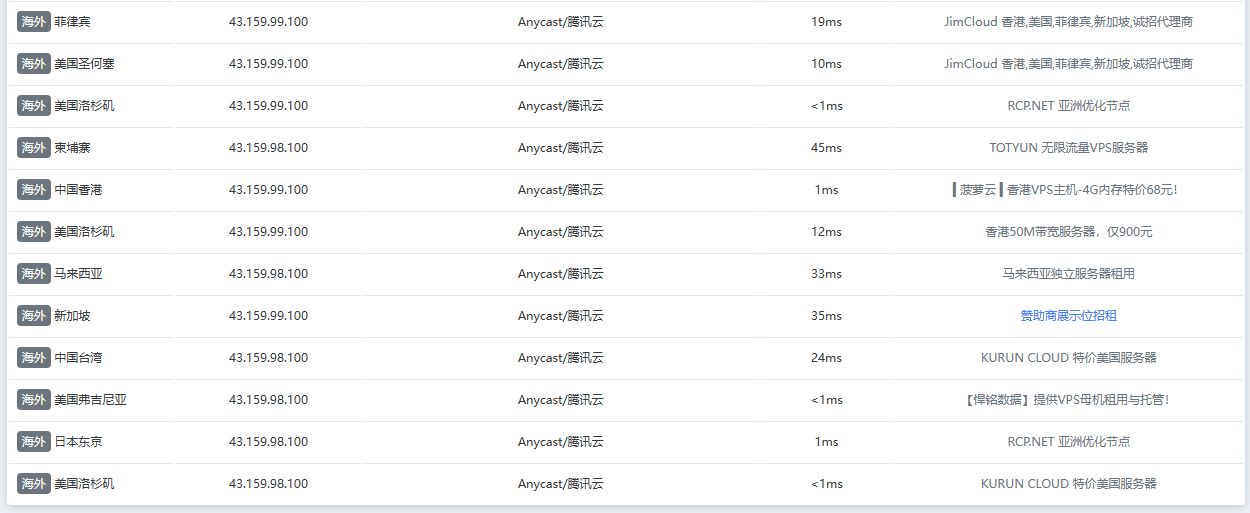 海外 菲律宾 43.159.99.100 Anycast/腾讯云 19ms JimCloud 香港,美国,菲律宾,新加坡,诚招代理商
海外 美国圣何塞 43.159.99.100 Anycast/腾讯云 10ms JimCloud 香港,美国,菲律宾,新加坡,诚招代理商
海外 美国洛杉矶 43.159.99.100 Anycast/腾讯云 <1ms RCP.NET 亚洲优化节点
海外 柬埔寨 43.159.98.100 Anycast/腾讯云 45ms TOTYUN 无限流量VPS服务器
海外 中国香港 43.159.99.100 Anycast/腾讯云 1ms ┃菠萝云┃香港VPS主机-4G内存特价68元!
海外 美国洛杉矶 43.159.99.100 Anycast/腾讯云 12ms 香港50M带宽服务器，仅900元
海外 马来西亚 43.159.98.100 Anycast/腾讯云 33ms 马来西亚独立服务器租用
海外 新加坡 43.159.99.100 Anycast/腾讯云 35ms 赞助商展示位招租
海外 中国台湾 43.159.98.100 Anycast/腾讯云 24ms KURUN CLOUD 特价美国服务器
海外 美国弗吉尼亚 43.159.98.100 Anycast/腾讯云 <1ms 【悍铭数据】提供VPS母机租用与托管!
海外 日本东京 43.159.98.100 Anycast/腾讯云 1ms RCP.NET 亚洲优化节点
海外 美国洛杉矶 43.159.99.100 Anycast/腾讯云 <1ms KURUN CLOUD 特价美国服务器